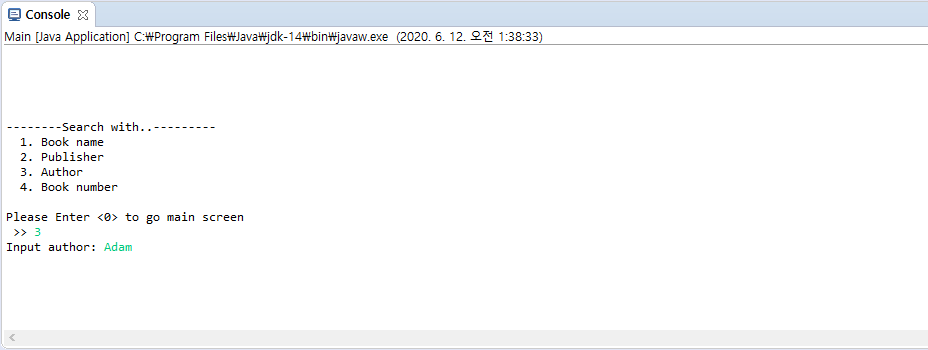 Console
Main [Java Application] C:₩Program Files₩Java₩jdk-14₩bin₩javaw.exe (2020. 6. 12. 오전 1:38:33)
--------Search with..---------
1. Book name
2. Publisher
3. Author
4. Book number
Please Enter <0> to go main screen
>> 3
Input author: Adam